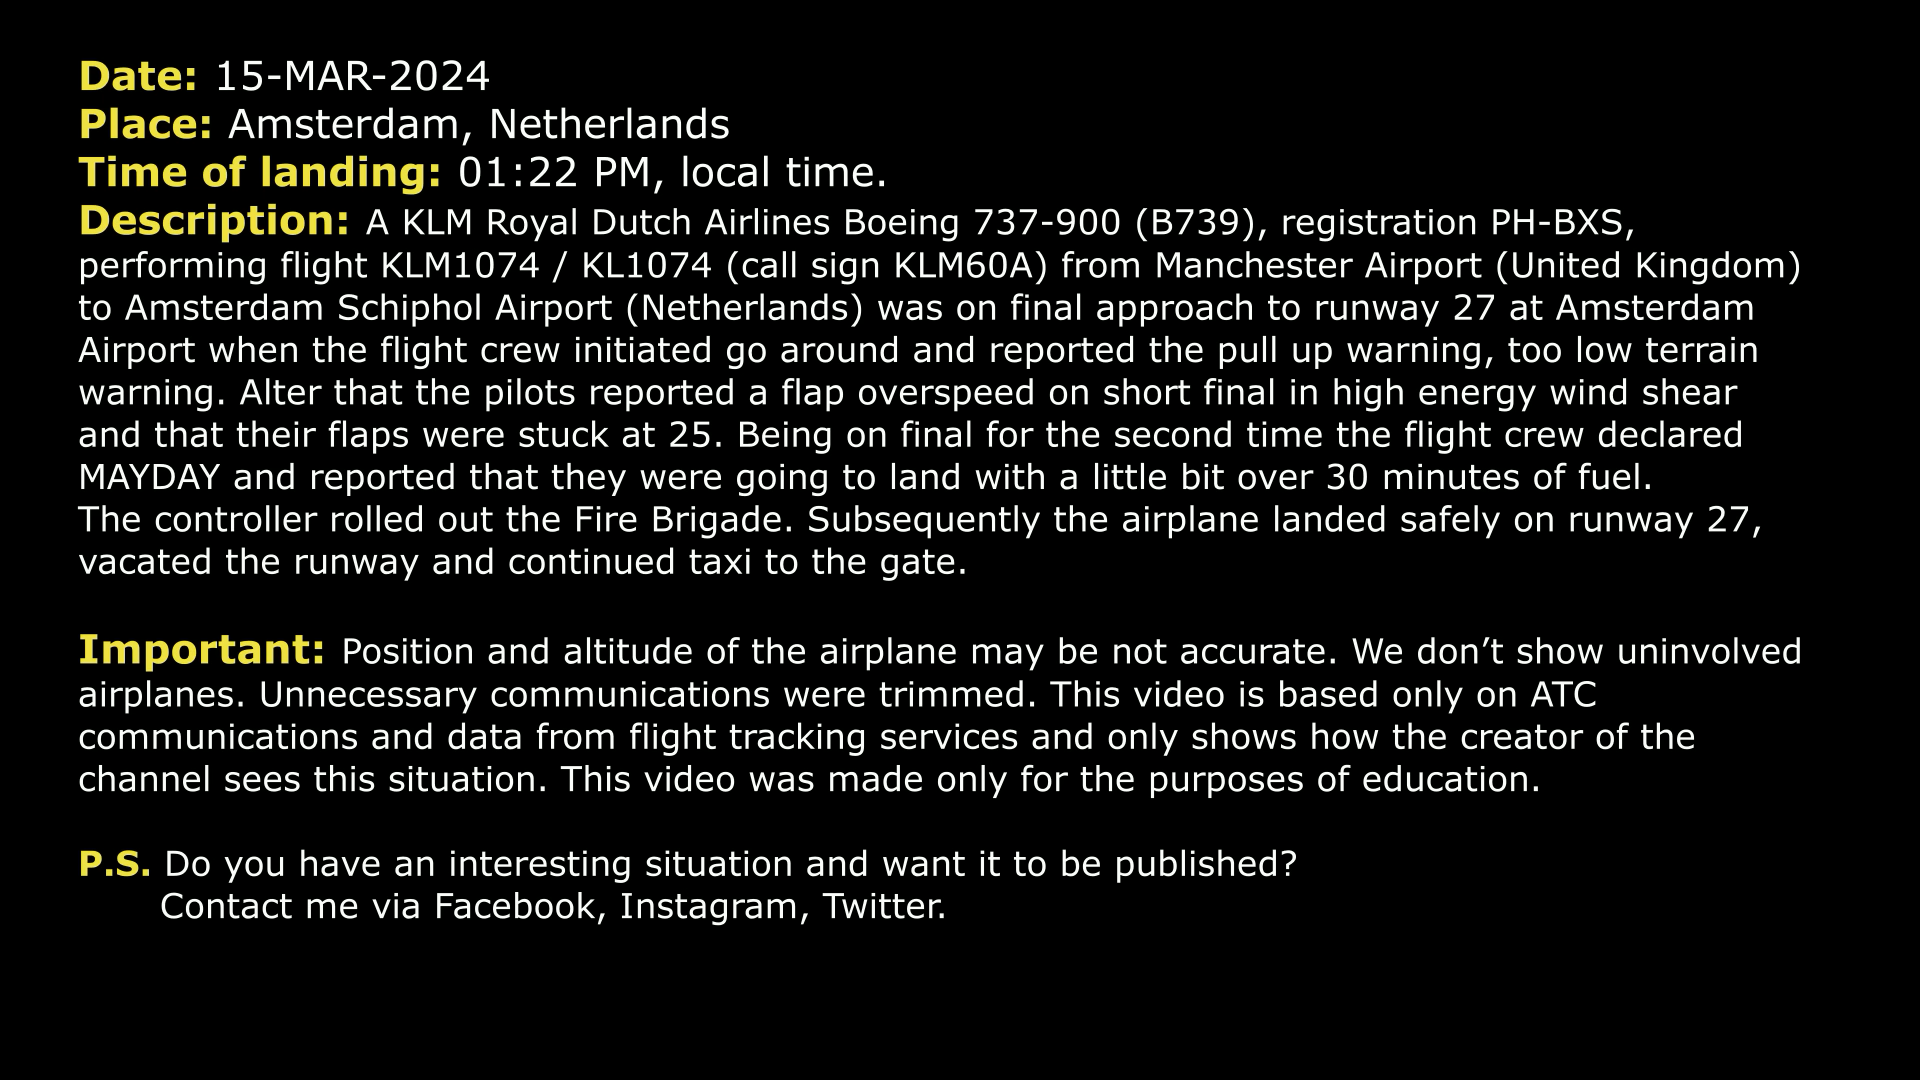 Date: 15-MAR-2024
Place: Amsterdam, Netherlands
Time of landing: 01:22 PM, local time.
Description: A KLM Royal Dutch Airlines Boeing 737-900 (B739), registration PH-BXS,
performing flight KLM1074 / KL1074 (call sign KLM60A) from Manchester Airport (United Kingdom)
to Amsterdam Schiphol Airport (Netherlands) was on final approach to runway 27 at Amsterdam
Airport when the flight crew initiated go around and reported the pull up warning, too low terrain
warning. Alter that the pilots reported a flap overspeed on short final in high energy wind shear
and that their flaps were stuck at 25. Being on final for the second time the flight crew declared
MAYDAY and reported that they were going to land with a little bit over 30 minutes of fuel.
The controller rolled out the Fire Brigade. Subsequently the airplane landed safely on runway 27,
vacated the runway and continued taxi to the gate.
Important: Position and altitude of the airplane may be not accurate. We don’t show uninvolved
airplanes. Unnecessary communications were trimmed. This video is based only on ATC
communications and data from flight tracking services and only shows how the creator of the
channel sees this situation. This video was made only for the purposes of education.
P.S. Do you have an interesting situation and want it to be published?
Contact me via Facebook, Instagram, Twitter.